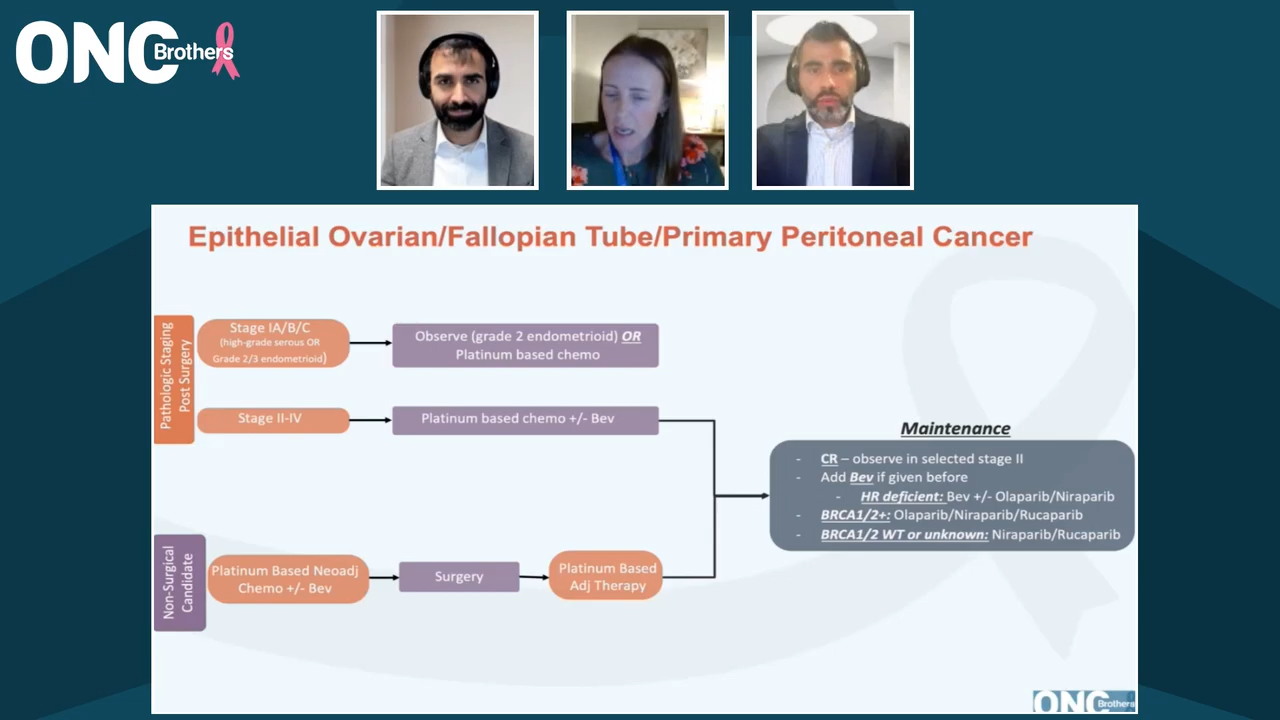 ONC Brothers
Epithelial Ovarian/Fallopian Tube/Primary Peritoneal Cancer
Pathologic Staging
Post Surgery
Stage IA/B/C
(high-grade serous OR
Grade 2/3 endometrioid)
Observe (grade 2 endometrioid) OR
Platinum based chemo
Stage II-IV
Platinum based chemo +/- Bev
Maintenance
- CR – observe in selected stage II
- Add Bev if given before
- HR deficient: Bev +/- Olaparib/Niraparib
- BRCA1/2+: Olaparib/Niraparib/Rucaparib
- BRCA1/2 WT or unknown: Niraparib/Rucaparib
Non-Surgical
Candidate
Platinum Based Neoadj
Chemo +/- Bev
Surgery
Platinum Based
Adj Therapy
ONC Brothers